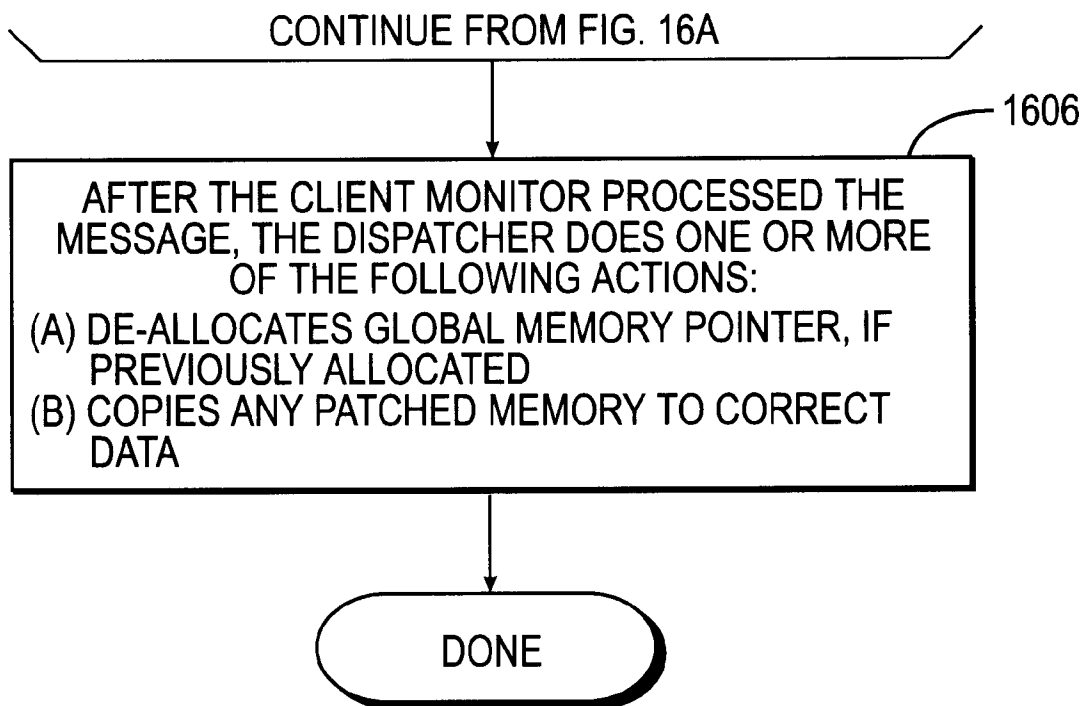 CONTINUE FROM FIG. 16A
1606
AFTER THE CLIENT MONITOR PROCESSED THE
MESSAGE, THE DISPATCHER DOES ONE OR MORE
OF THE FOLLOWING ACTIONS:
(A) DE-ALLOCATES GLOBAL MEMORY POINTER, IF
PREVIOUSLY ALLOCATED
(B) COPIES ANY PATCHED MEMORY TO CORRECT
DATA
DONE